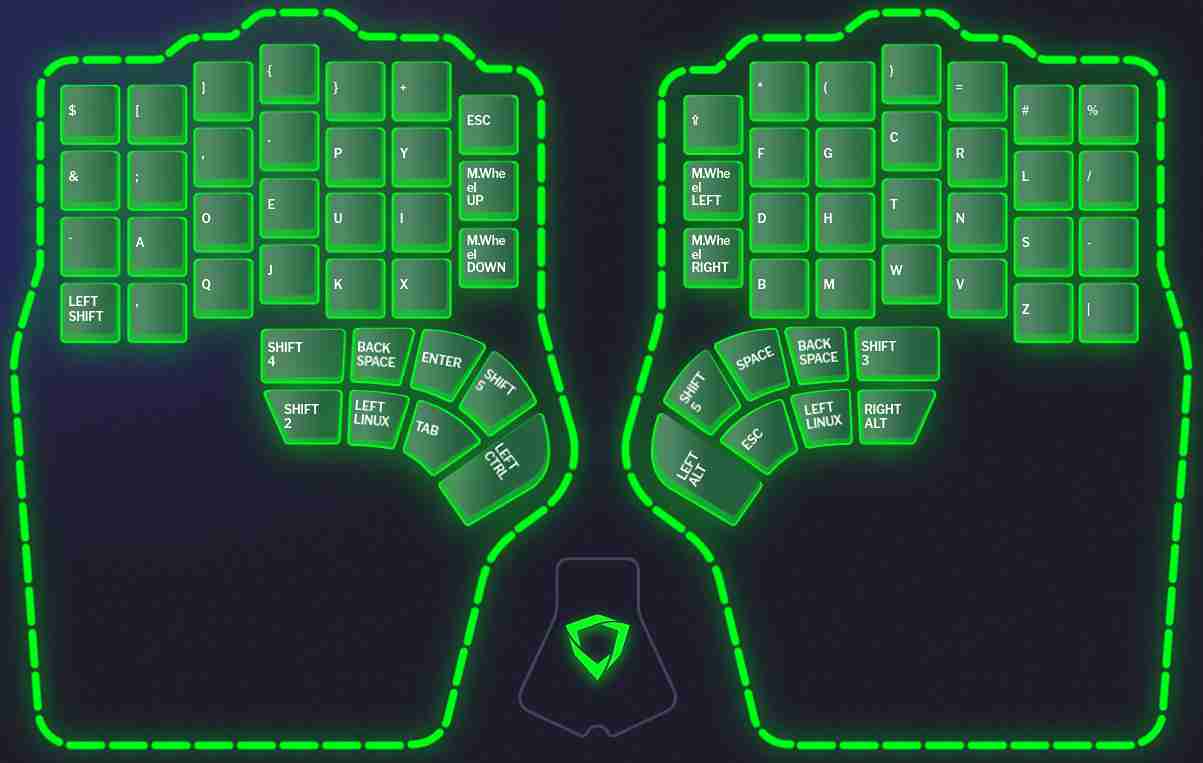 $ [ ] { } + ESC
& ; , . P Y M.Whe
el
UP
- A O E U I M.Whe
el
DOWN
LEFT
SHIFT
' Q J K X
SHIFT
4
BACK
SPACE
ENTER
SHIFT
5
SHIFT
2
LEFT
LINUX
TAB
LEFT
CTRL
⇧ * ( ) = # %
M.Whe
el
LEFT
F G C R L /
M.Whe
el
RIGHT
D H T N S -
B M W V Z |
SHIFT
5
SPACE
BACK
SPACE
SHIFT
3
LEFT
ALT
ESC
LEFT
LINUX
RIGHT
ALT